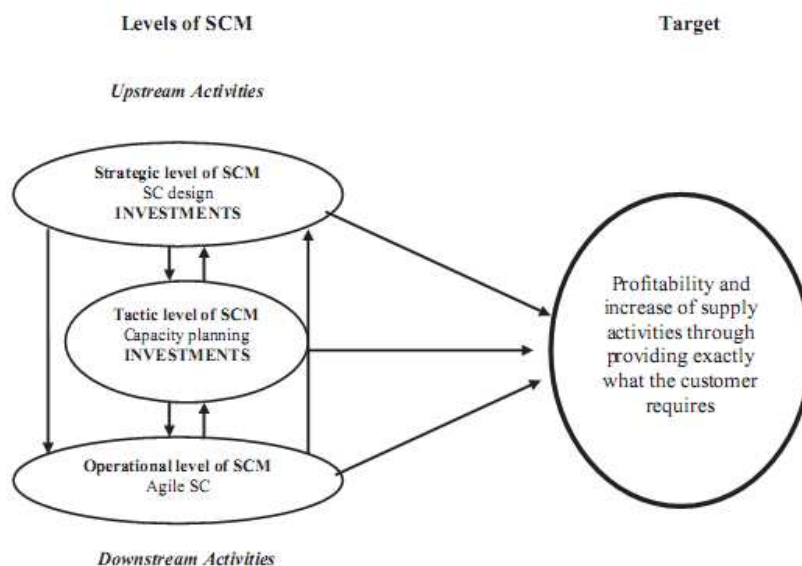 Levels of SCM
Target
Upstream Activities
Strategic level of SCM
SC design
INVESTMENTS
Tactic level of SCM
Capacity planning
INVESTMENTS
Operational level of SCM
Agile SC
Downstream Activities
Profitability and
increase of supply
activities through
providing exactly
what the customer
requires